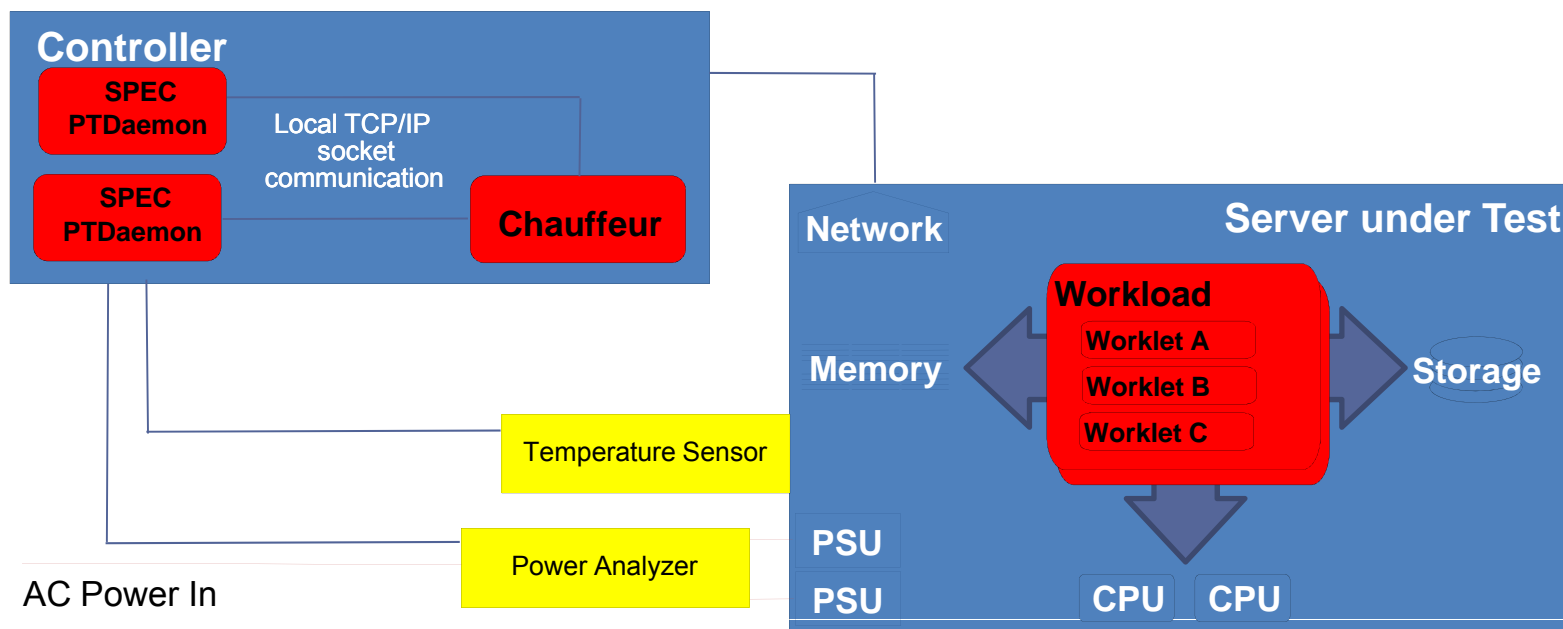 Controller
SPEC
PTDaemon
Local TCP/IP
socket
communication
SPEC
PTDaemon
Chauffeur
Network
Server under Test
Workload
Worklet A
Worklet B
Worklet C
Memory
Storage
Temperature Sensor
Power Analyzer
AC Power In
PSU
PSU
CPU
CPU